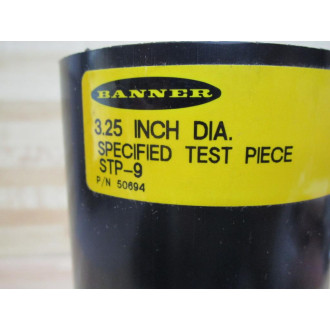 BANNER
3.25 INCH DIA.
SPECIFIED TEST PIECE
STP-9
P/N 50694